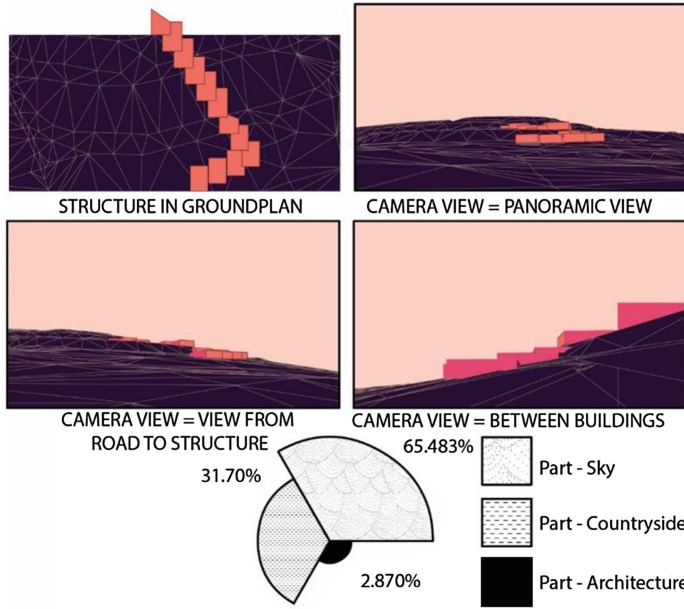 STRUCTURE IN GROUNDPLAN
CAMERA VIEW = PANORAMIC VIEW
CAMERA VIEW = VIEW FROM
ROAD TO STRUCTURE
CAMERA VIEW = BETWEEN BUILDINGS
65.483%
31.70%
2.870%
Part - Sky
Part - Countryside
Part - Architecture